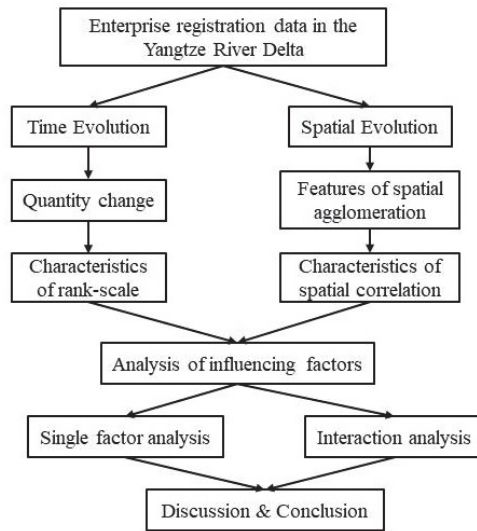 Enterprise registration data in the
Yangtze River Delta
Time Evolution
Spatial Evolution
Quantity change
Features of spatial
agglomeration
Characteristics
of rank-scale
Characteristics of
spatial correlation
Analysis of influencing factors
Single factor analysis
Interaction analysis
Discussion & Conclusion